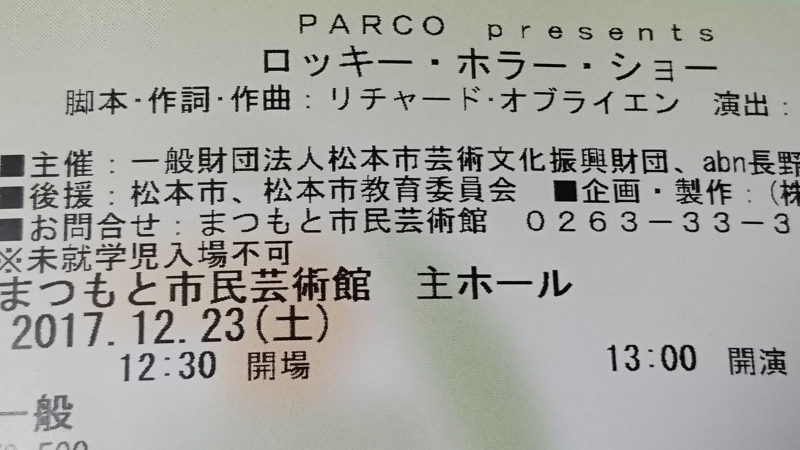 ＰＡＲＣＯ　ｐｒｅｓｅｎｔｓ
ロッキー・ホラー・ショー
脚本・作詞・作曲：リチャード・オブライエン　演出：
■主催：一般財団法人松本市芸術文化振興財団、abn長野
■後援：松本市、松本市教育委員会　■企画・製作：(株
■お問合せ：まつもと市民芸術館　０２６３－３３－３
※未就学児入場不可
まつもと市民芸術館　主ホール
2017.12.23(土)
12:30 開場　13:00 開演
一般
500